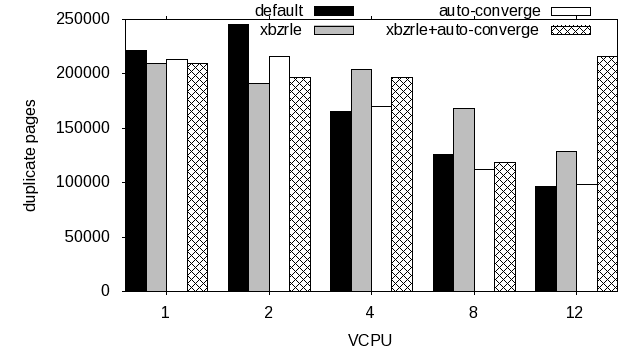 default
auto-converge
xbzrle
xbzrle+auto-converge
duplicate pages
250000
200000
150000
100000
50000
0
1 2 4 8 12
VCPU